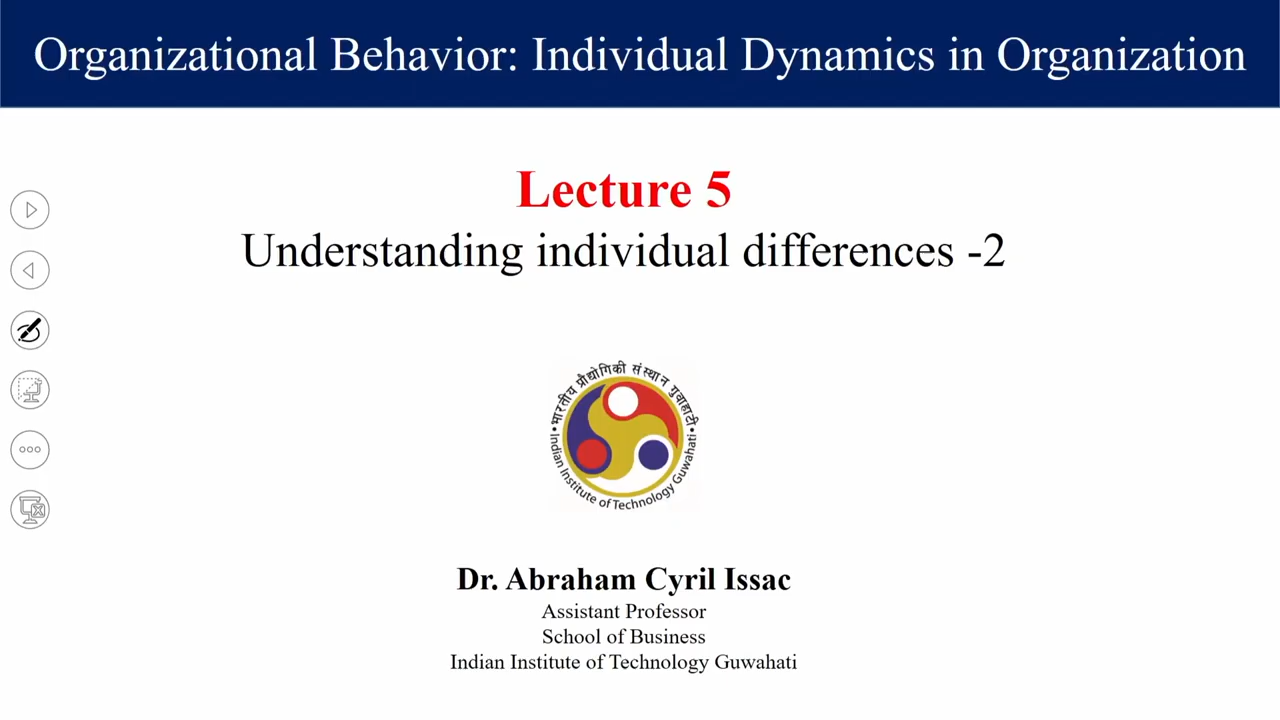 Organizational Behavior: Individual Dynamics in Organization
Lecture 5
Understanding individual differences -2
भारतीय प्रौद्योगिकी संस्थान गुवाहाटी
Indian Institute of Technology Guwahati
Dr. Abraham Cyril Issac
Assistant Professor
School of Business
Indian Institute of Technology Guwahati